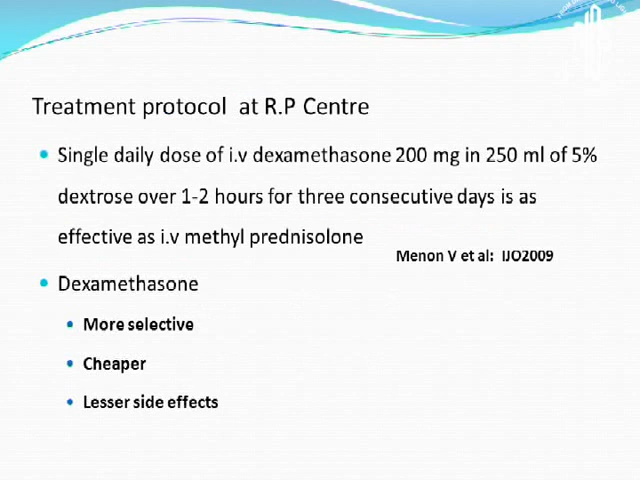 Treatment protocol at R.P Centre
Single daily dose of i.v dexamethasone 200 mg in 250 ml of 5%
dextrose over 1-2 hours for three consecutive days is as
effective as i.v methyl prednisolone
Menon V et al: IJO2009
Dexamethasone
More selective
Cheaper
Lesser side effects